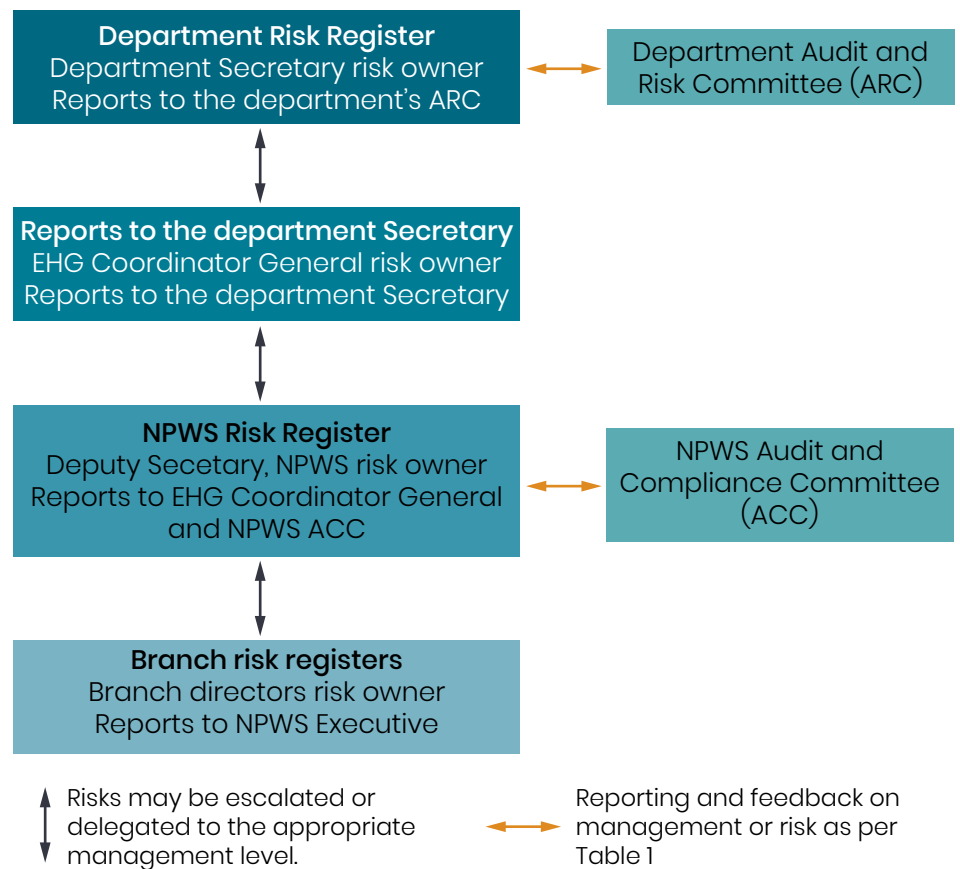 Department Risk Register
Department Secretary risk owner
Reports to the department's ARC
Department Audit and
Risk Committee (ARC)
Reports to the department Secretary
EHG Coordinator General risk owner
Reports to the department Secretary
NPWS Risk Register
Deputy Secetary, NPWS risk owner
Reports to EHG Coordinator General
and NPWS ACC
NPWS Audit and
Compliance Committee
(ACC)
Branch risk registers
Branch directors risk owner
Reports to NPWS Executive
Risks may be escalated or
delegated to the appropriate
management level.
Reporting and feedback on
management or risk as per
Table 1